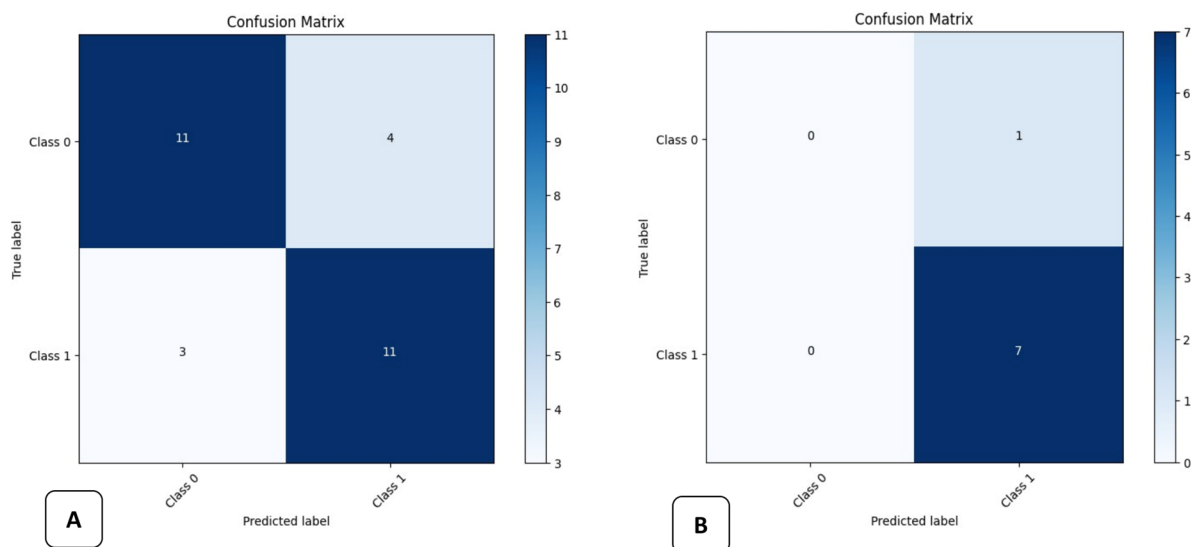 Confusion Matrix
11
10
9
8
7
6
5
4
3
Class 0
Class 1
11
4
3
11
True label
Class 0
Class 1
Predicted label
A
Confusion Matrix
7
6
5
4
3
2
1
0
Class 0
Class 1
0
1
0
7
True label
Class 0
Class 1
Predicted label
B